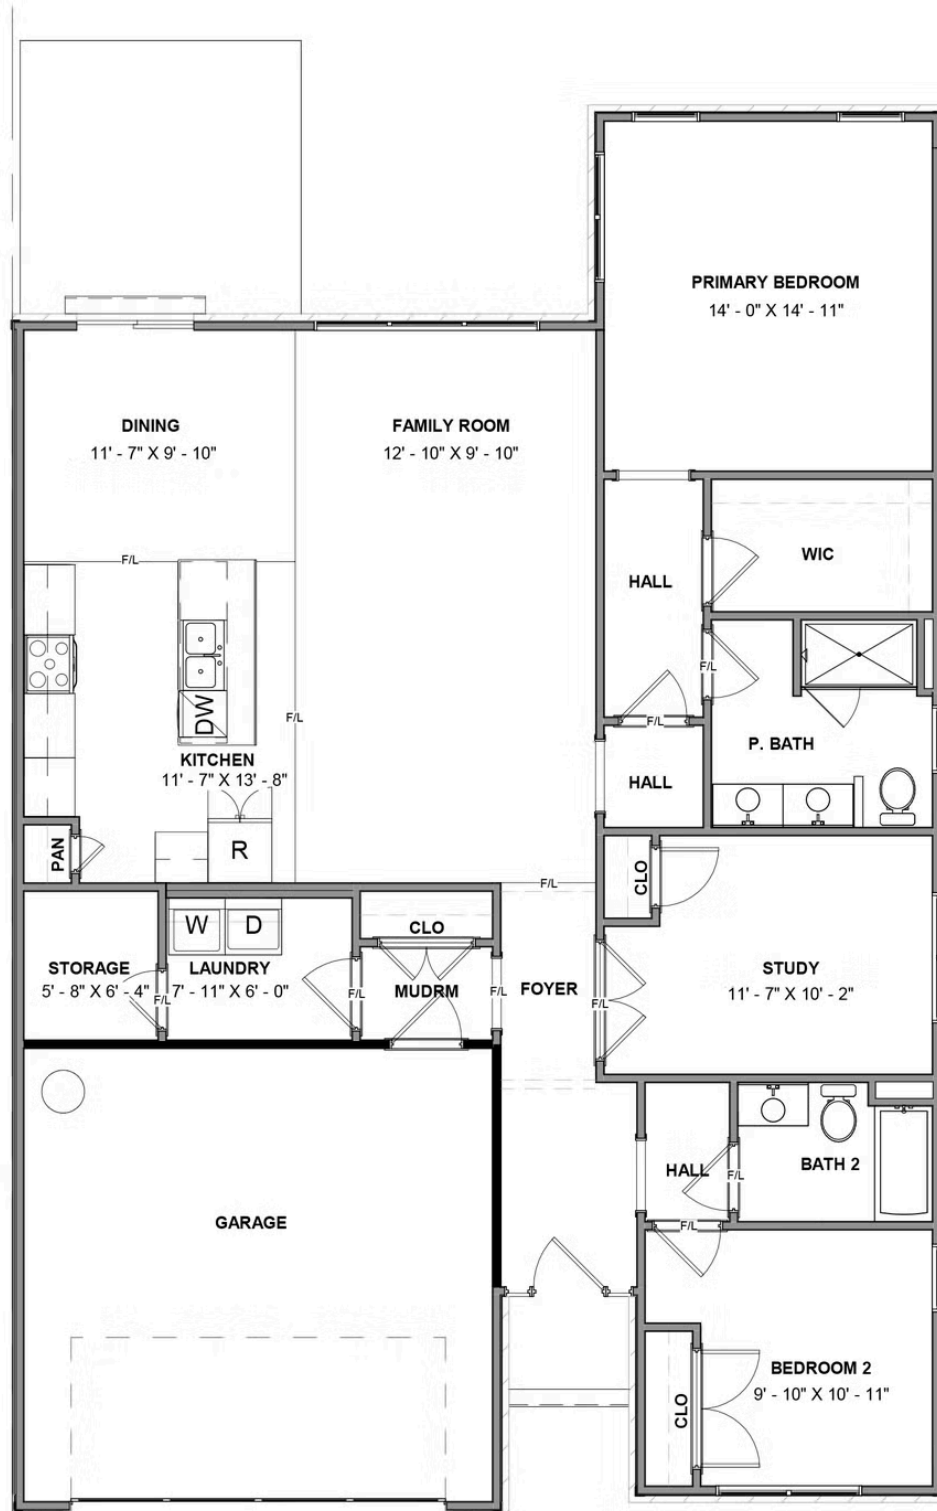 PRIMARY BEDROOM
14' - 0" X 14' - 11"
DINING
11' - 7" X 9' - 10"
FAMILY ROOM
12' - 10" X 9' - 10"
F/L
HALL
WIC
F/L
F/L
DW
F/L
KITCHEN
11' - 7" X 13' - 8"
P. BATH
HALL
PAN
R
CLO
F/L
W
D
CLO
STORAGE
5' - 8" X 6' - 4"
F/L
LAUNDRY
7' - 11" X 6' - 0"
F/L
MUDRM
F/L
FOYER
F/L
STUDY
11' - 7" X 10' - 2"
HALL
F/L
BATH 2
F/L
GARAGE
BEDROOM 2
9' - 10" X 10' - 11"
CLO